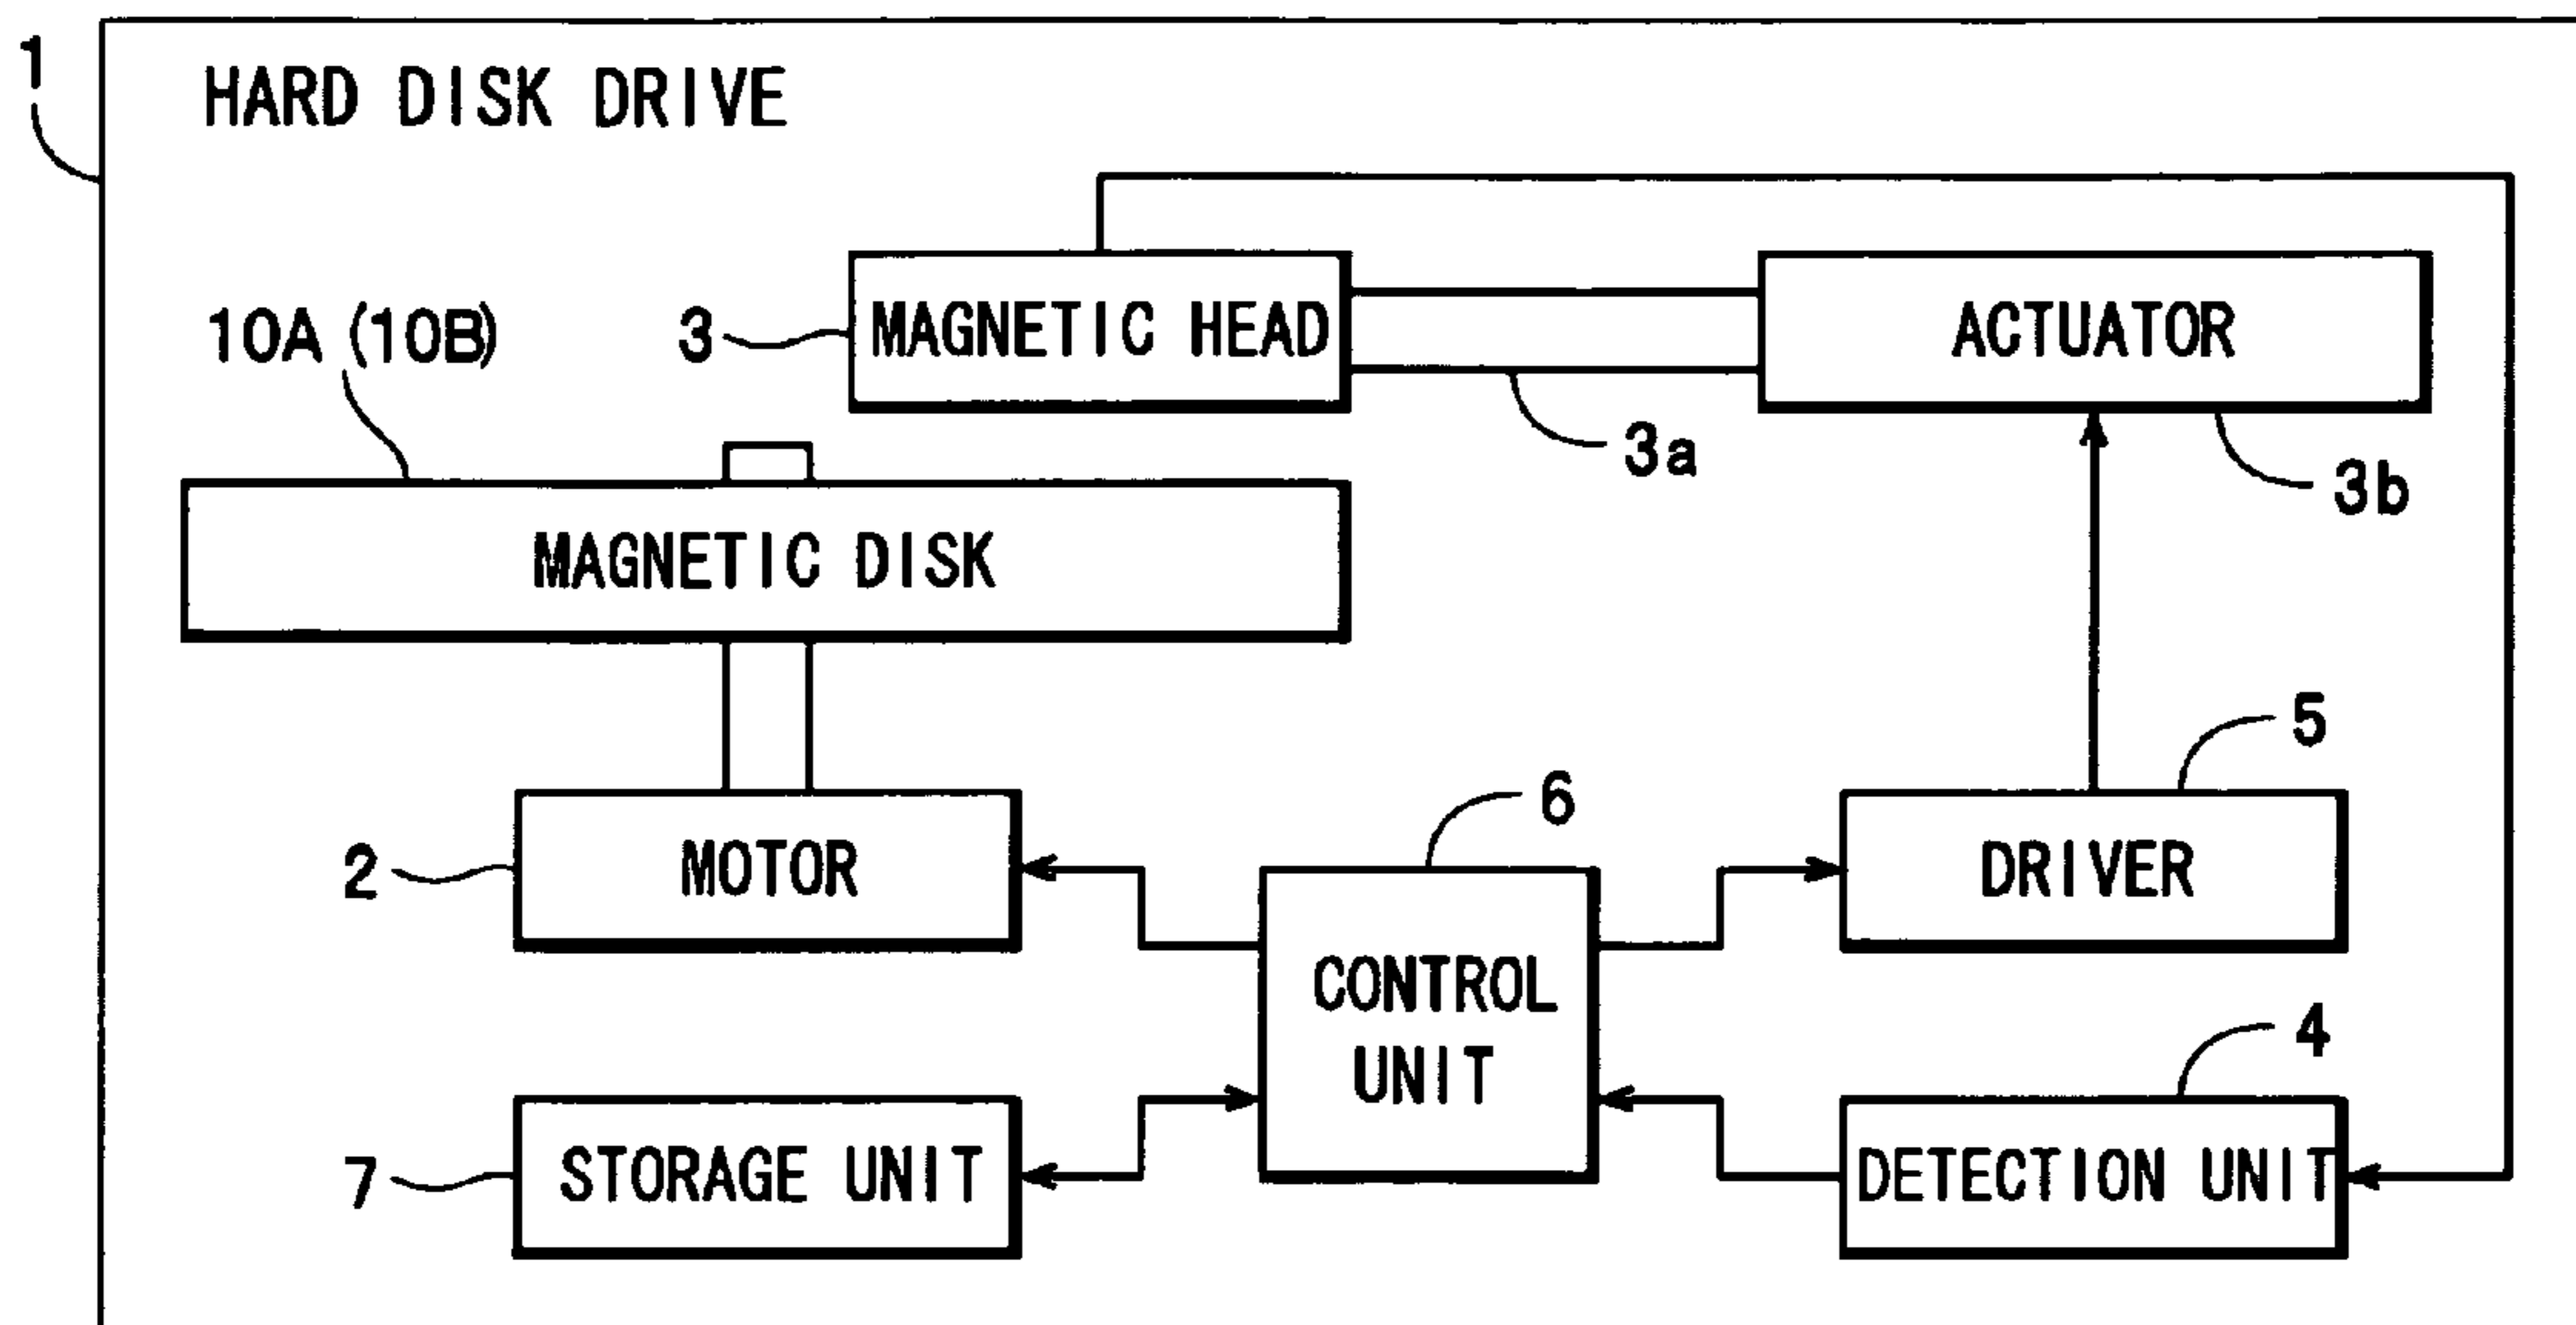 1
HARD DISK DRIVE
10A (10B)
3
MAGNETIC HEAD
ACTUATOR
3a
3b
MAGNETIC DISK
5
6
2
MOTOR
DRIVER
CONTROL
UNIT
4
7
STORAGE UNIT
DETECTION UNIT